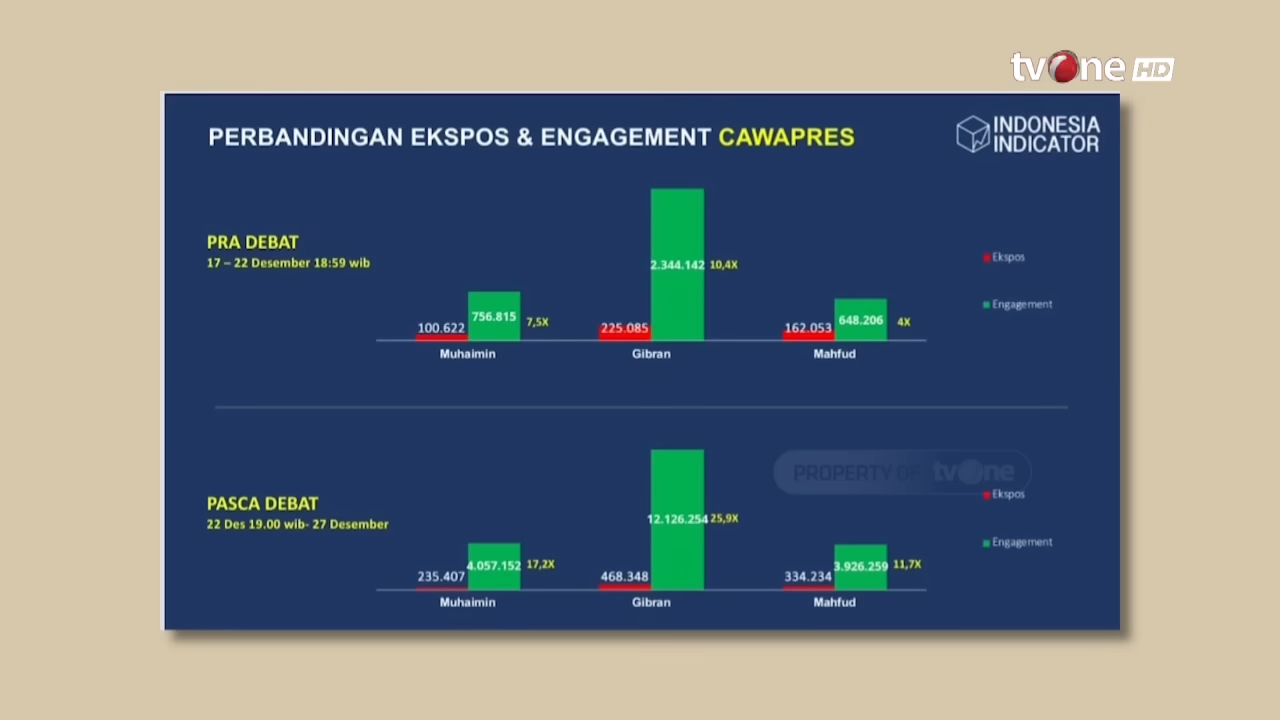 tvOne HD
PERBANDINGAN EKSPOS & ENGAGEMENT CAWAPRES
INDONESIA
INDICATOR
PRA DEBAT
17 – 22 Desember 18:59 wib
100.622
756.815
7,5X
225.085
2.344.142
10,4X
162.053
648.206
4X
Muhaimin
Gibran
Mahfud
Ekspos
Engagement
PROPERTY OF tvOne
PASCA DEBAT
22 Des 19.00 wib- 27 Desember
235.407
4.057.152
17,2X
468.348
12.126.254
25,9X
334.234
3.926.259
11,7X
Muhaimin
Gibran
Mahfud
Ekspos
Engagement